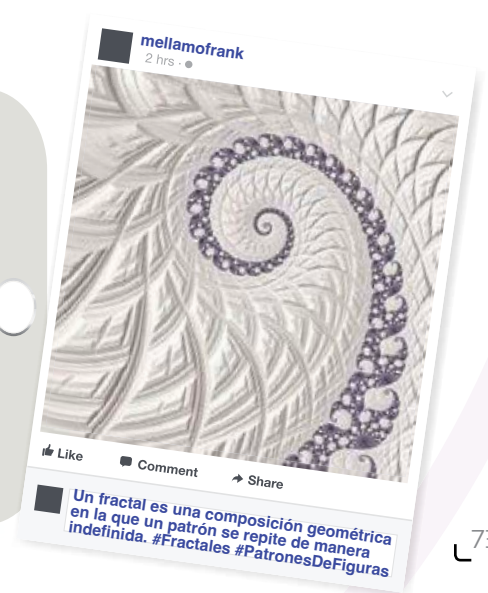 mellamofrank
2 hrs ·
Like
Comment
Share
Un fractal es una composición geométrica
en la que un patrón se repite de manera
indefinida. #Fractales #PatronesDeFiguras